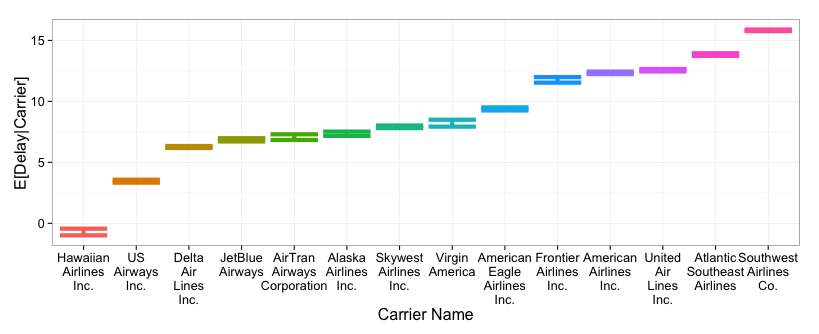 E[Delay|Carrier]
15
10
5
0
Hawaiian
Airlines
Inc.
US
Airways
Inc.
Delta
Air
Lines
Inc.
JetBlue
Airways
AirTran
Airways
Corporation
Alaska
Airlines
Inc.
Skywest
Airlines
Inc.
Virgin
America
American
Eagle
Airlines
Inc.
Frontier
Airlines
Inc.
American
Airlines
Inc.
United
Air
Lines
Inc.
Atlantic
Southeast
Airlines
Southwest
Airlines
Co.
Carrier Name